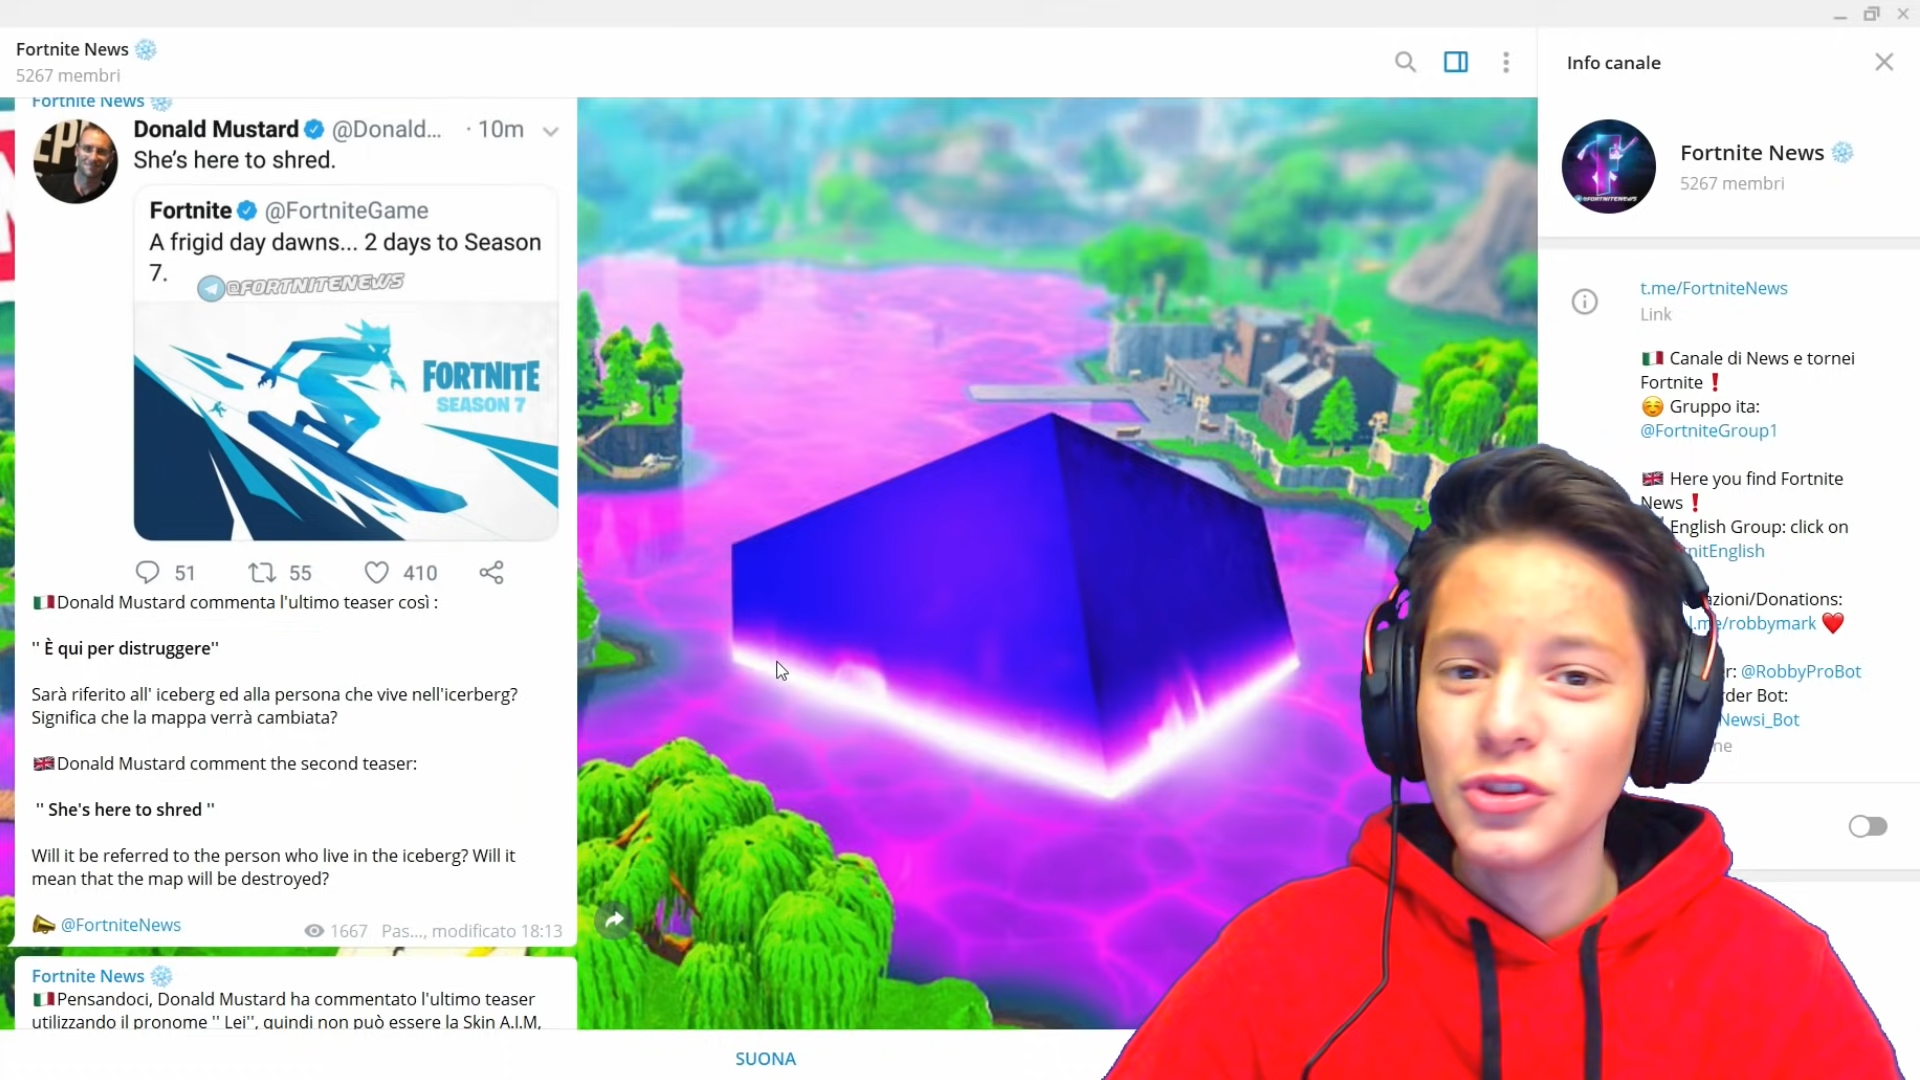 Fortnite News
5267 membri
Info canale
Fortnite News
Donald Mustard @Donald... · 10m
She's here to shred.
Fortnite @FortniteGame
A frigid day dawns... 2 days to Season
7.
@FORTNITENEWS
FORTNITE
SEASON 7
51 55 410
Donald Mustard commenta l'ultimo teaser così :
'' È qui per distruggere''
Sarà riferito all' iceberg ed alla persona che vive nell'icerberg?
Significa che la mappa verrà cambiata?
Donald Mustard comment the second teaser:
'' She's here to shred ''
Will it be referred to the person who live in the iceberg? Will it
mean that the map will be destroyed?
@FortniteNews
1667 Pas..., modificato 18:13
Fortnite News
Pensandoci, Donald Mustard ha commentato l'ultimo teaser
utilizzando il pronome '' Lei'', quindi non può essere la Skin A.I.M,
SUONA
Fortnite News
5267 membri
t.me/FortniteNews
Link
Canale di News e tornei
Fortnite
Gruppo ita:
@FortniteGroup1
Here you find Fortnite
News
English Group: click on
nitEnglish
azioni/Donations:
l.me/robbymark
r: @RobbyProBot
rder Bot:
Newsi_Bot
ne